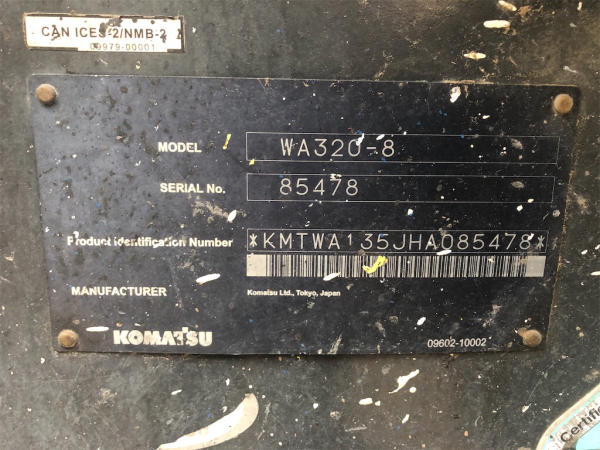 CAN ICES-2/NMB-2
09979-00001
MODEL WA320-8
SERIAL No. 85478
Product Identification Number *KMTWA135JHA085478*
MANUFACTURER Komatsu Ltd., Tokyo, Japan
KOMATSU 09602-10002